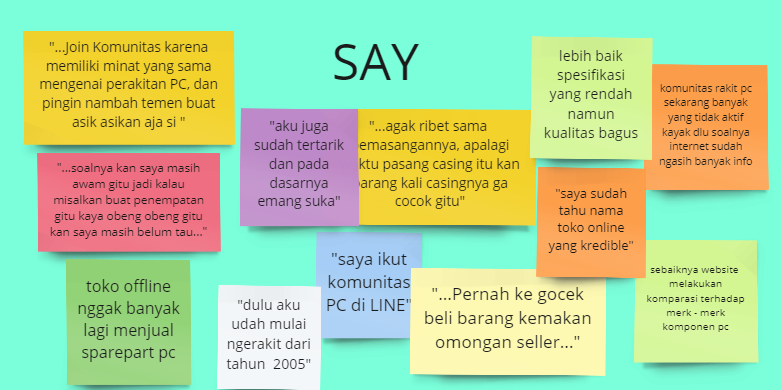 SAY
"...Join Komunitas karena
memiliki minat yang sama
mengenai perakitan PC, dan
pingin nambah temen buat
asik asikan aja si "
"aku juga
sudah tertarik
dan pada
dasarnya
emang suka"
"...agak ribet sama
emasangannya, apalagi
ktu pasang casing itu kan
arang kali casingnya ga
cocok gitu"
lebih baik
spesifikasi
yang rendah
namun
kualitas bagus
komunitas rakit pc
sekarang banyak
yang tidak aktif
kayak dlu soalnya
internet sudah
ngasih banyak info
"...soalnya kan saya masih
awam gitu jadi kalau
misalkan buat penempatan
gitu kaya obeng obeng gitu
kan saya masih belum tau..."
"saya sudah
tahu nama
toko online
yang kredible"
toko offline
nggak banyak
lagi menjual
sparepart pc
"dulu aku
udah mulai
ngerakit dari
tahun 2005"
"saya ikut
komunitas
PC di LINE"
"...Pernah ke gocek
beli barang kemakan
omongan seller..."
sebaiknya website
melakukan
komparasi terhadap
merk - merk
komponen pc